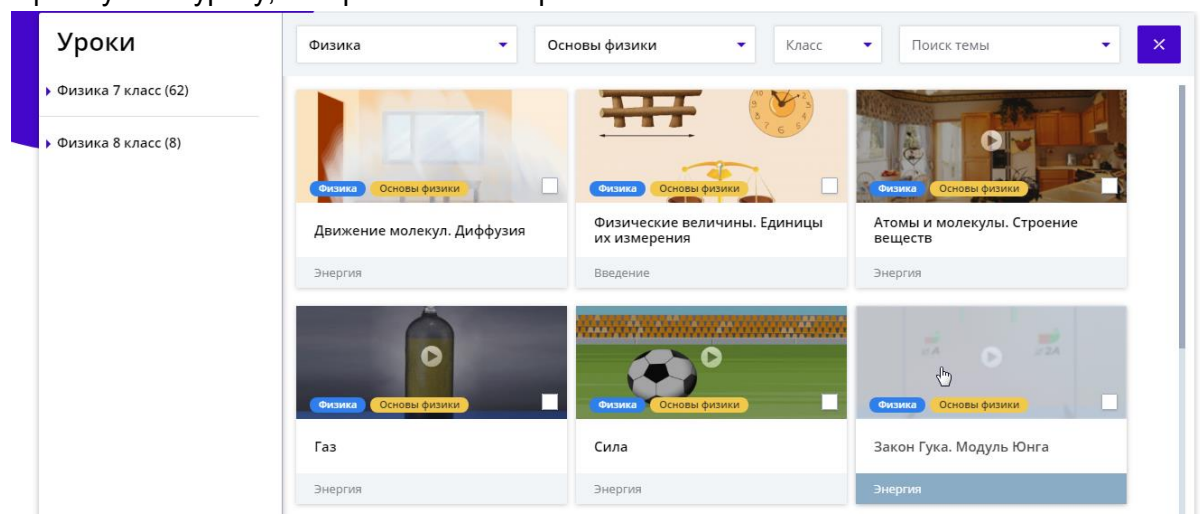 Уроки
Физика 7 класс (62)
Физика 8 класс (8)
Физика
Основы физики
Класс
Поиск темы
Физика Основы физики
Движение молекул. Диффузия
Энергия
Физика Основы физики
Физические величины. Единицы
их измерения
Введение
Физика Основы физики
Атомы и молекулы. Строение
веществ
Энергия
Физика Основы физики
Газ
Энергия
Физика Основы физики
Сила
Энергия
Физика Основы физики
Закон Гука. Модуль Юнга
Энергия